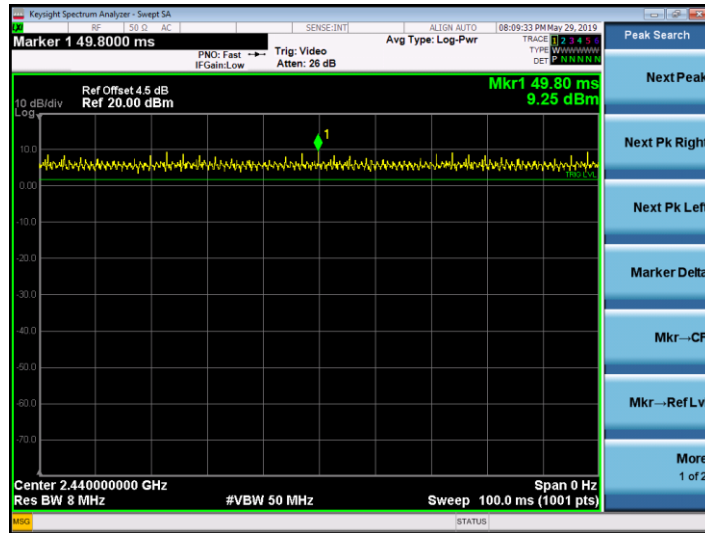 Keysight Spectrum Analyzer - Swept SA
RF 50 Ω AC SENSE:INT ALIGN AUTO 08:09:33 PM May 29, 2019
Marker 1 49.8000 ms
Avg Type: Log-Pwr
TRACE 1 2 3 4 5 6
TYPE WWWWWW
DET P N N N N N
PNO: Fast
IFGain:Low
Trig: Video
Atten: 26 dB
Peak Search
Mkr1 49.80 ms
9.25 dBm
Ref Offset 4.5 dB
10 dB/div Ref 20.00 dBm
Log
1
10.0
0.00
-10.0
-20.0
-30.0
-40.0
-50.0
-60.0
-70.0
TRIG LVL
Center 2.440000000 GHz
Span 0 Hz
Res BW 8 MHz
#VBW 50 MHz
Sweep 100.0 ms (1001 pts)
MSG
STATUS
Next Peak
Next Pk Right
Next Pk Left
Marker Delta
Mkr→CF
Mkr→Ref Lv
More
1 of 2